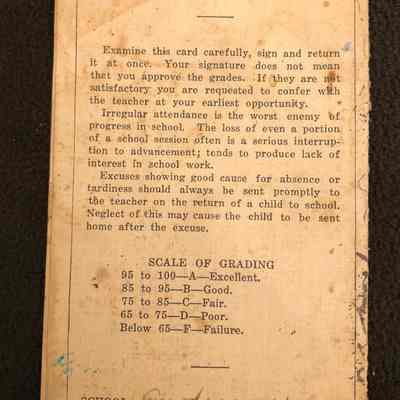 Examine this card carefully, sign and return
it at once. Your signature does not mean
that you approve the grades. If they are not
satisfactory you are requested to confer with
the teacher at your earliest opportunity.
Irregular attendance is the worst enemy of
progress in school. The loss of even a portion
of a school session often is a serious interrup-
tion to advancement; tends to produce lack of
interest in school work.
Excuses showing good cause for absence or
tardiness should always be sent promptly to
the teacher on the return of a child to school.
Neglect of this may cause the child to be sent
home after the excuse.
SCALE OF GRADING
95 to 100—A—Excellent.
85 to 95—B—Good.
75 to 85—C—Fair.
65 to 75—D—Poor.
Below 65—F—Failure.
SCHOOL